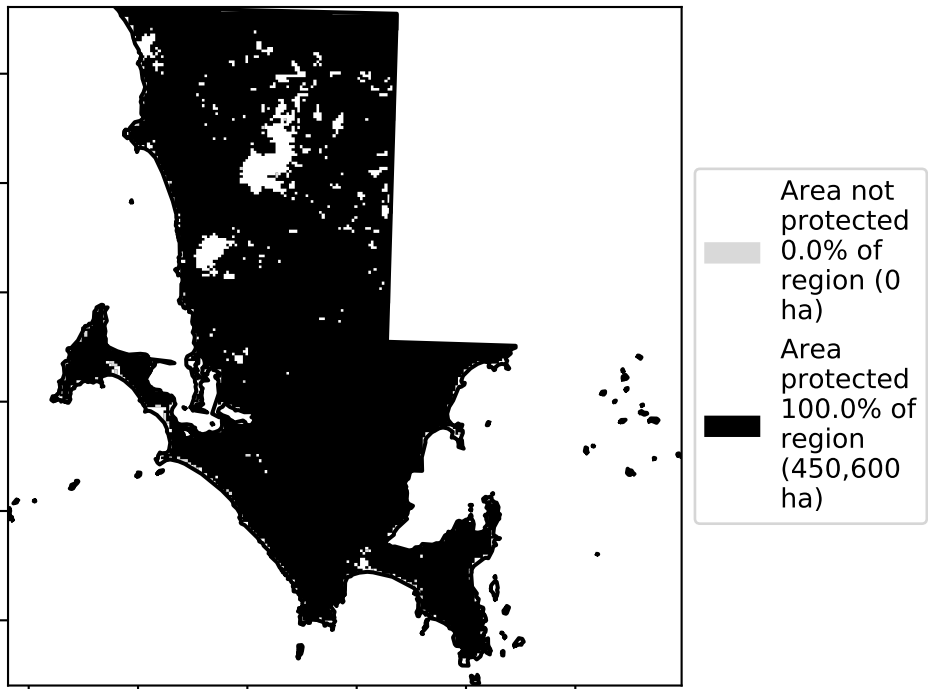 Area not
protected
0.0% of
region (0
ha)
Area
protected
100.0% of
region
(450,600
ha)